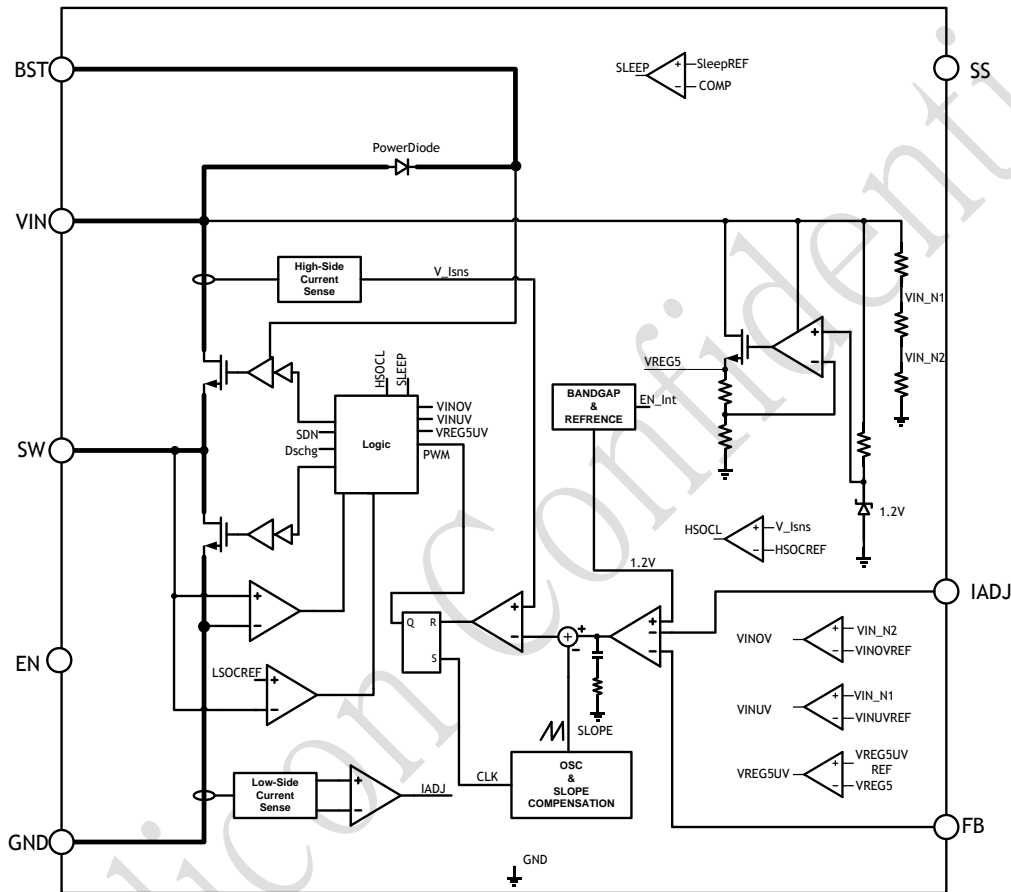 BST
SLEEP
SleepREF
COMP
SS
PowerDiode
VIN
High-Side
Current
Sense
V_Isns
VIN_N1
VIN_N2
VREG5
HSOCL
SLEEP
BANDGAP
&
REFRENCE
EN_Int
VINOV
VINUV
VREG5UV
PWM
SDN
Dschg
Logic
SW
1.2V
HSOCL
V_Isns
HSOCREF
1.2V
IADJ
Q
R
S
+
-
VINOV
VIN_N2
VINOVREF
EN
LSOCREF
VINUV
VIN_N1
VINUVREF
SLOPE
VREG5UV
VREG5UV
REF
VREG5
CLK
OSC
&
SLOPE
COMPENSATION
Low-Side
Current
Sense
IADJ
FB
GND
GND
licon Confidenti